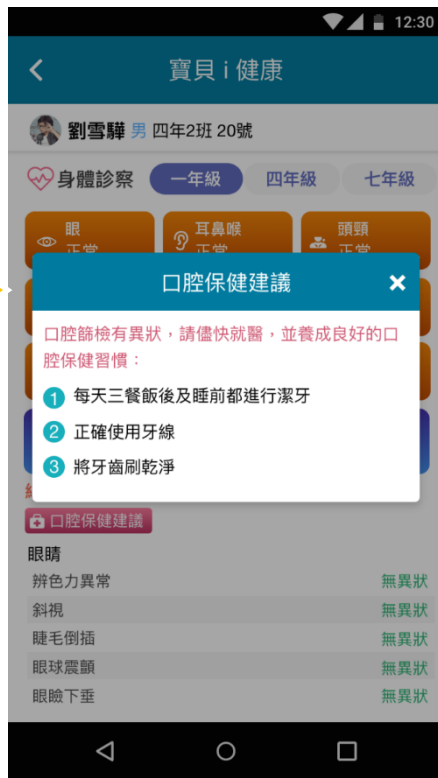 12:30
寶貝 i 健康
劉雪驊 男 四年2班 20號
身體診察 一年級 四年級 七年級
眼 耳鼻喉 頭頸
正常 正常 正常
口腔保健建議
口腔篩檢有異狀，請儘快就醫，並養成良好的口
腔保健習慣：
1 每天三餐飯後及睡前都進行潔牙
2 正確使用牙線
3 將牙齒刷乾淨
口腔保健建議
眼睛
辨色力異常 無異狀
斜視 無異狀
睫毛倒插 無異狀
眼球震顫 無異狀
眼瞼下垂 無異狀